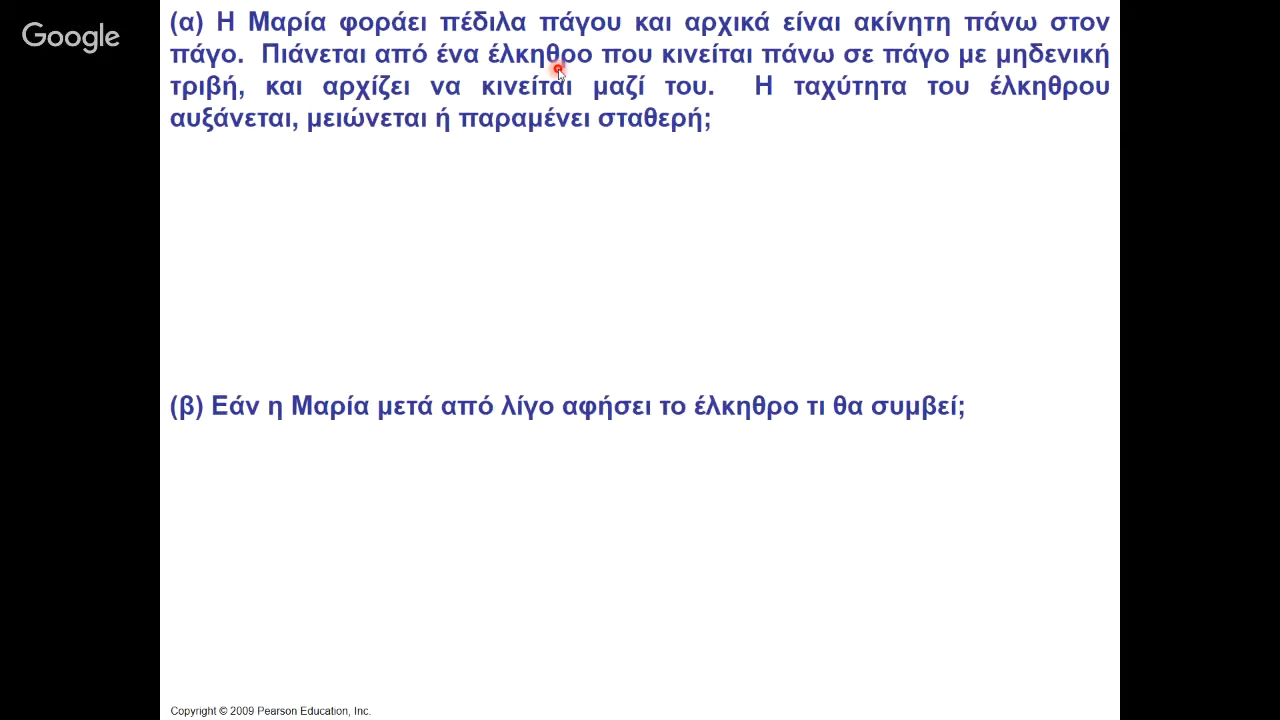 Google
(α) Η Μαρία φοράει πέδιλα πάγου και αρχικά είναι ακίνητη πάνω στον
πάγο. Πιάνεται από ένα έλκηθρο που κινείται πάνω σε πάγο με μηδενική
τριβή, και αρχίζει να κινείται μαζί του. Η ταχύτητα του έλκηθρου
αυξάνεται, μειώνεται ή παραμένει σταθερή;
(β) Εάν η Μαρία μετά από λίγο αφήσει το έλκηθρο τι θα συμβεί;
Copyright © 2009 Pearson Education, Inc.